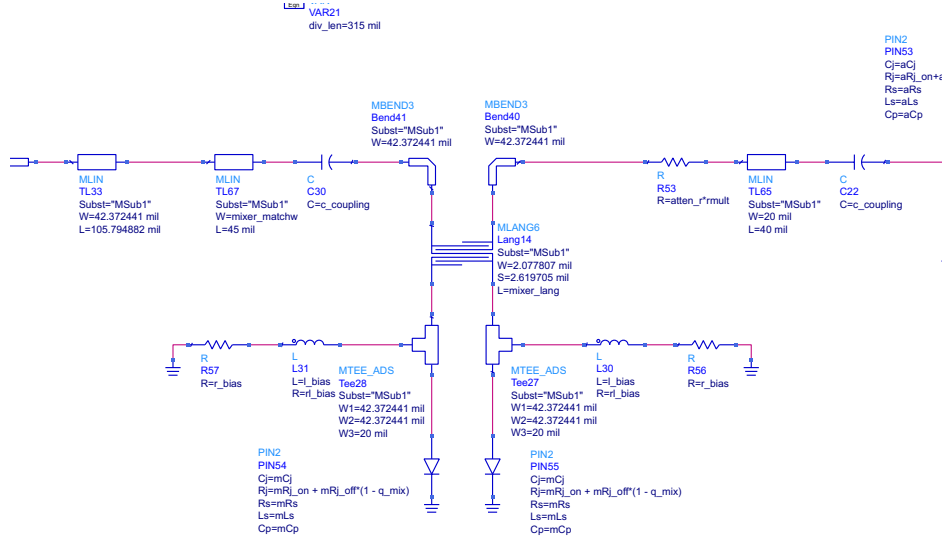 Eqn
VAR21
div_len=315 mil
PIN2
PIN53
Cj=aCj
Rj=aRj_on+a
Rs=aRs
Ls=aLs
Cp=aCp
MBEND3
Bend41
Subst="MSub1"
W=42.372441 mil
MBEND3
Bend40
Subst="MSub1"
W=42.372441 mil
MLIN
TL33
Subst="MSub1"
W=42.372441 mil
L=105.794882 mil
MLIN
TL67
Subst="MSub1"
W=mixer_matchw
L=45 mil
C
C30
C=c_coupling
R
R53
R=atten_r*rmult
MLIN
TL65
Subst="MSub1"
W=20 mil
L=40 mil
C
C22
C=c_coupling
MLANG6
Lang14
Subst="MSub1"
W=2.077807 mil
S=2.619705 mil
L=mixer_lang
R
R57
R=r_bias
L
L31
L=l_bias
R=rl_bias
MTEE_ADS
Tee28
Subst="MSub1"
W1=42.372441 mil
W2=42.372441 mil
W3=20 mil
MTEE_ADS
Tee27
Subst="MSub1"
W1=42.372441 mil
W2=42.372441 mil
W3=20 mil
L
L30
L=l_bias
R=rl_bias
R
R56
R=r_bias
PIN2
PIN54
Cj=mCj
Rj=mRj_on + mRj_off*(1 - q_mix)
Rs=mRs
Ls=mLs
Cp=mCp
PIN2
PIN55
Cj=mCj
Rj=mRj_on + mRj_off*(1 - q_mix)
Rs=mRs
Ls=mLs
Cp=mCp